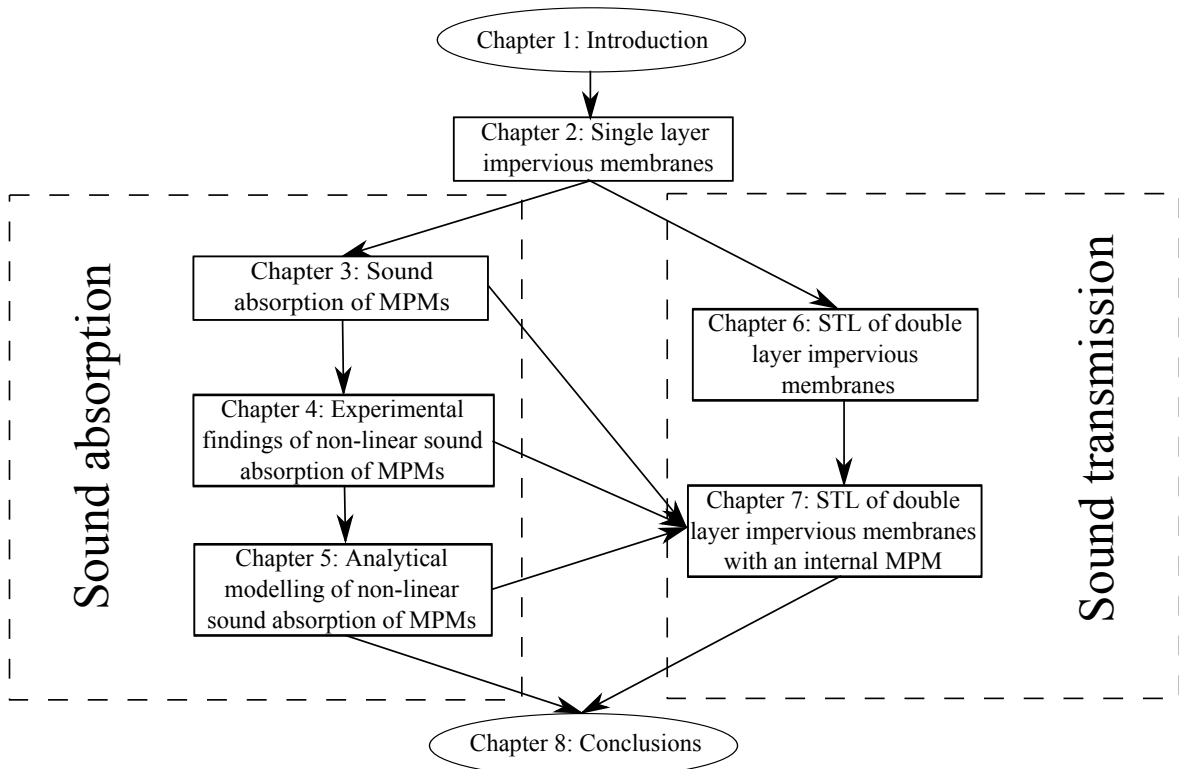 Chapter 1: Introduction
Chapter 2: Single layer
impervious membranes
Sound absorption
Chapter 3: Sound
absorption of MPMs
Chapter 4: Experimental
findings of non-linear sound
absorption of MPMs
Chapter 5: Analytical
modelling of non-linear
sound absorption of MPMs
Chapter 6: STL of double
layer impervious
membranes
Chapter 7: STL of double
layer impervious membranes
with an internal MPM
Sound transmission
Chapter 8: Conclusions